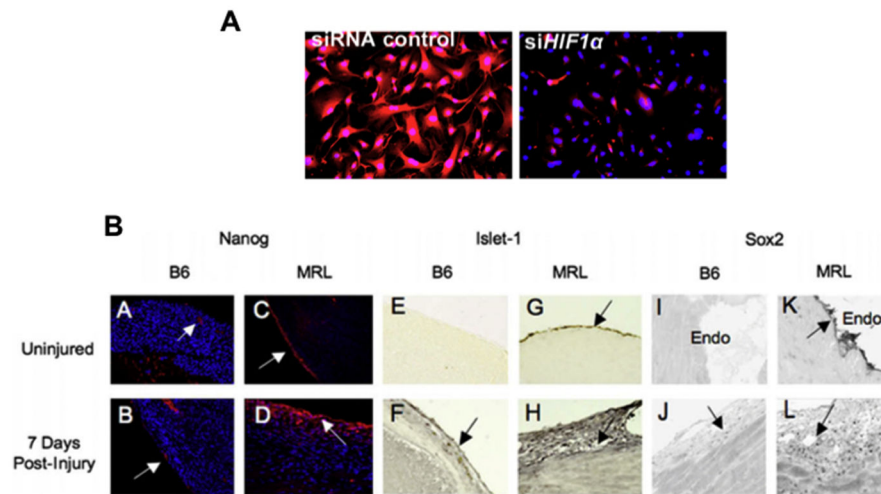 A
siRNA control siHIF1α
B
Nanog Islet-1 Sox2
B6 MRL B6 MRL B6 MRL
Uninjured
A C E G I Endo K Endo
7 Days
Post-Injury
B D F H J L